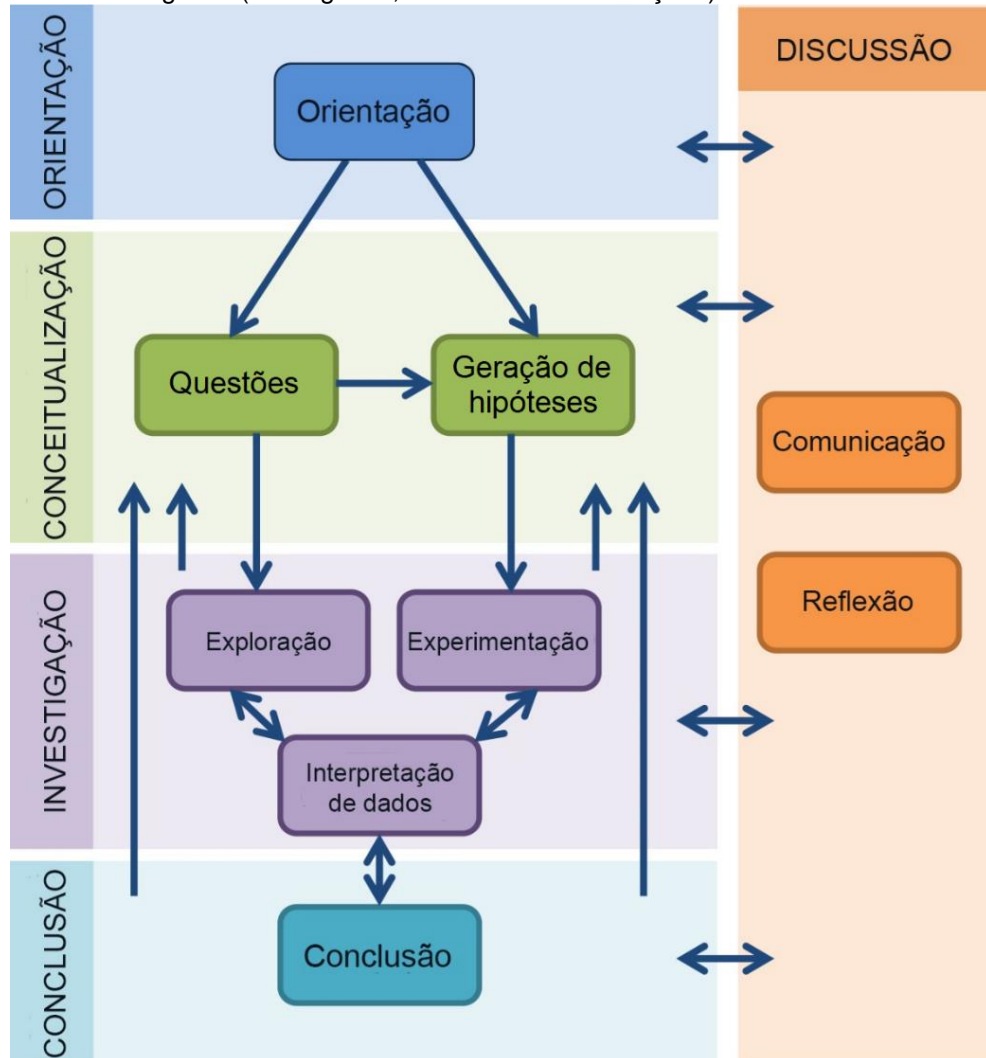 ORIENTAÇÃO
Orientação
DISCUSSÃO
CONCEITUALIZAÇÃO
Questões
Geração de
hipóteses
Comunicação
Reflexão
INVESTIGAÇÃO
Exploração
Experimentação
Interpretação
de dados
CONCLUSÃO
Conclusão